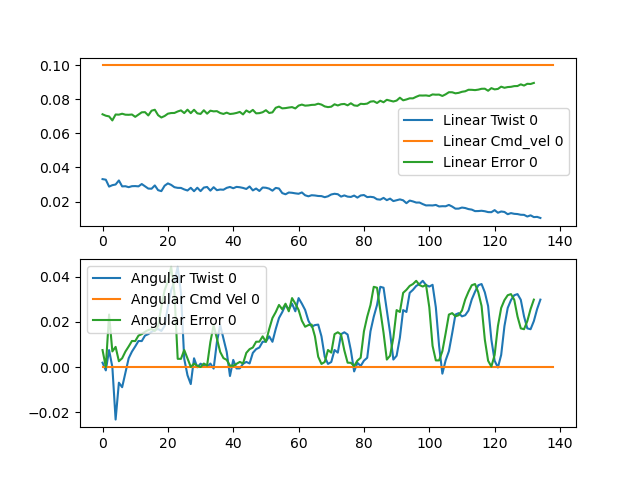 0.10
0.08
0.06
0.04
0.02
Linear Twist 0
Linear Cmd_vel 0
Linear Error 0
0 20 40 60 80 100 120 140
0.04
0.02
0.00
−0.02
Angular Twist 0
Angular Cmd Vel 0
Angular Error 0
0 20 40 60 80 100 120 140